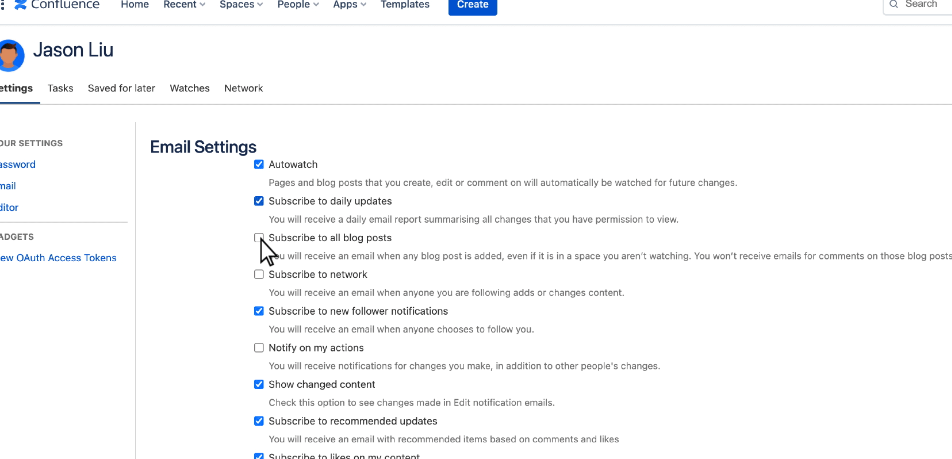 Confluence Home Recent Spaces People Apps Templates Create Search
Jason Liu
ettings Tasks Saved for later Watches Network
OUR SETTINGS
assword
mail
ditor
ADGETS
ew OAuth Access Tokens
Email Settings
Autowatch
Pages and blog posts that you create, edit or comment on will automatically be watched for future changes.
Subscribe to daily updates
You will receive a daily email report summarising all changes that you have permission to view.
Subscribe to all blog posts
You will receive an email when any blog post is added, even if it is in a space you aren't watching. You won't receive emails for comments on those blog posts
Subscribe to network
You will receive an email when anyone you are following adds or changes content.
Subscribe to new follower notifications
You will receive an email when anyone chooses to follow you.
Notify on my actions
You will receive notifications for changes you make, in addition to other people's changes.
Show changed content
Check this option to see changes made in Edit notification emails.
Subscribe to recommended updates
You will receive an email with recommended items based on comments and likes
Subscribe to likes on my content